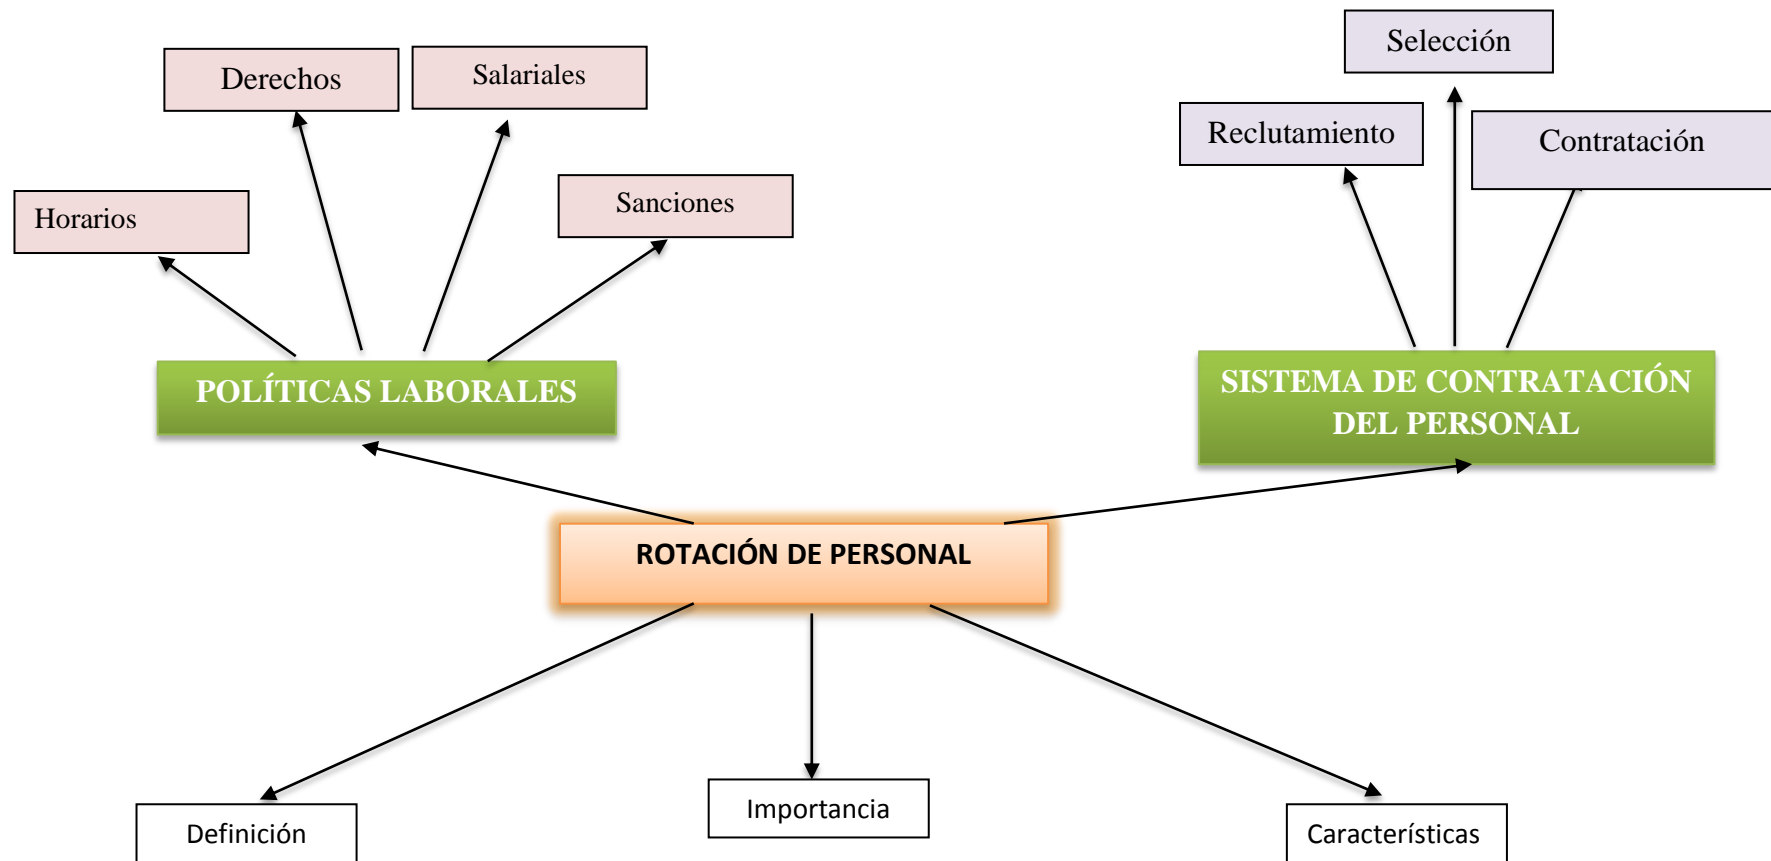 Selección
Derechos
Salariales
Reclutamiento
Contratación
Horarios
Sanciones
POLÍTICAS LABORALES
SISTEMA DE CONTRATACIÓN
DEL PERSONAL
ROTACIÓN DE PERSONAL
Definición
Importancia
Característícas